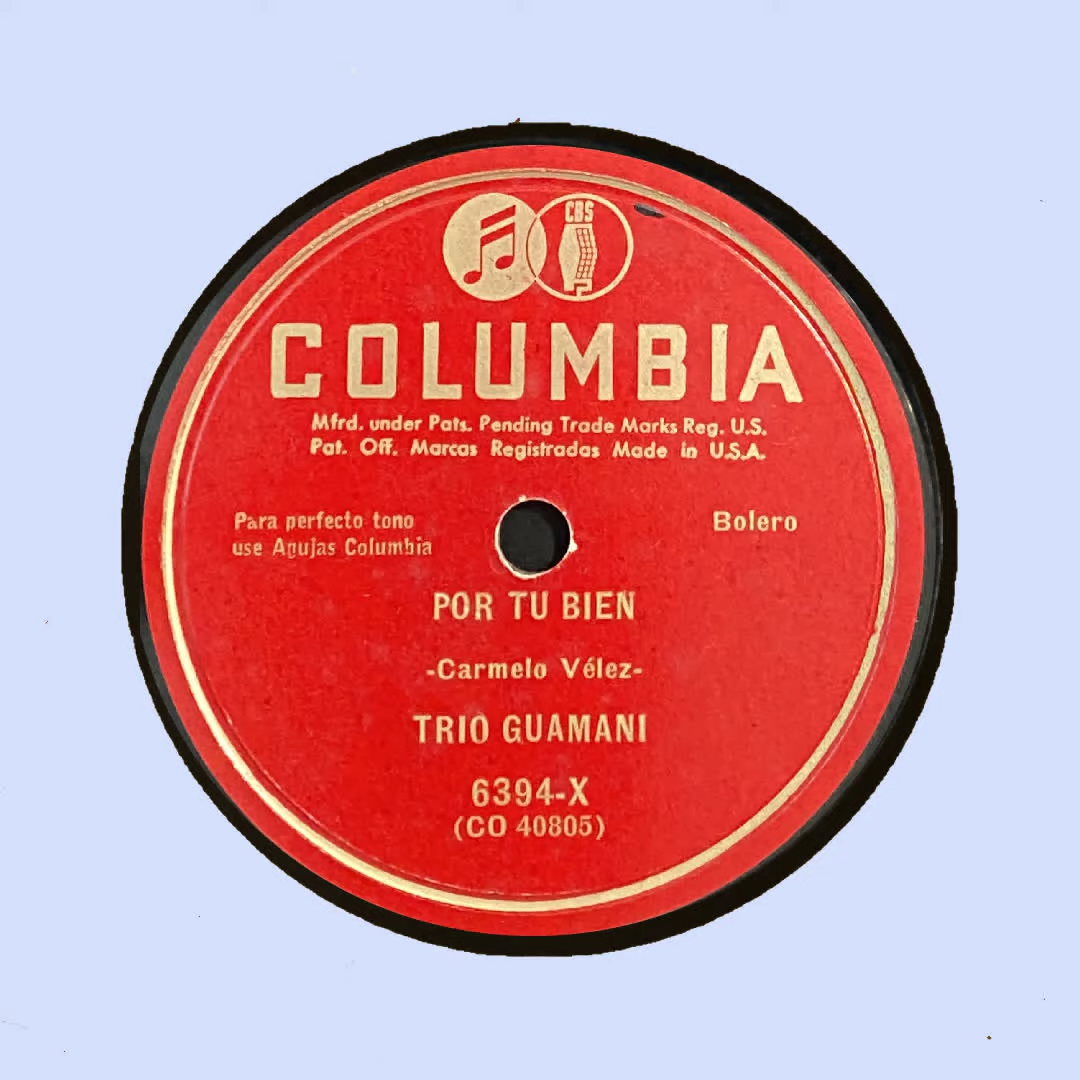 CBS
COLUMBIA
Mfrd. under Pats. Pending Trade Marks Reg. U.S.
Pat. Off. Marcas Registradas Made in U.S.A.
Para perfecto tono
use Agujas Columbia
Bolero
POR TU BIEN
-Carmelo Vélez-
TRIO GUAMANI
6394-X
(CO 40805)